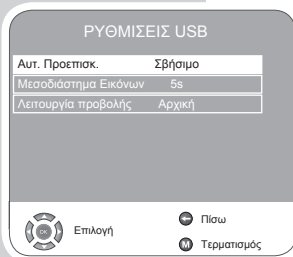 ΡΥΘΜΙΣΕΙΣ USB
Αυτ. Προεπισκ. Σβήσιμο
Μεσοδιάστημα Εικόνων 5s
Λειτουργία προβολής Αρχική
OK
Επιλογή
Πίσω
M Τερματισμός